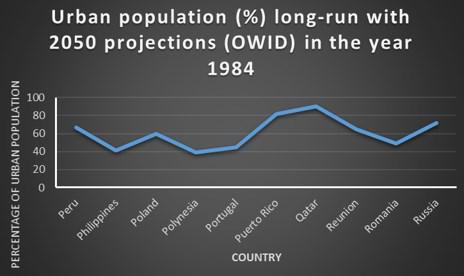 Urban population (%) long-run with
2050 projections (OWID) in the year
1984
PERCENTAGE OF URBAN POPULATION
100
80
60
40
20
0
Peru
Philippines
Poland
Polynesia
Portugal
Puerto Rico
Qatar
Reunion
Romania
Russia
COUNTRY